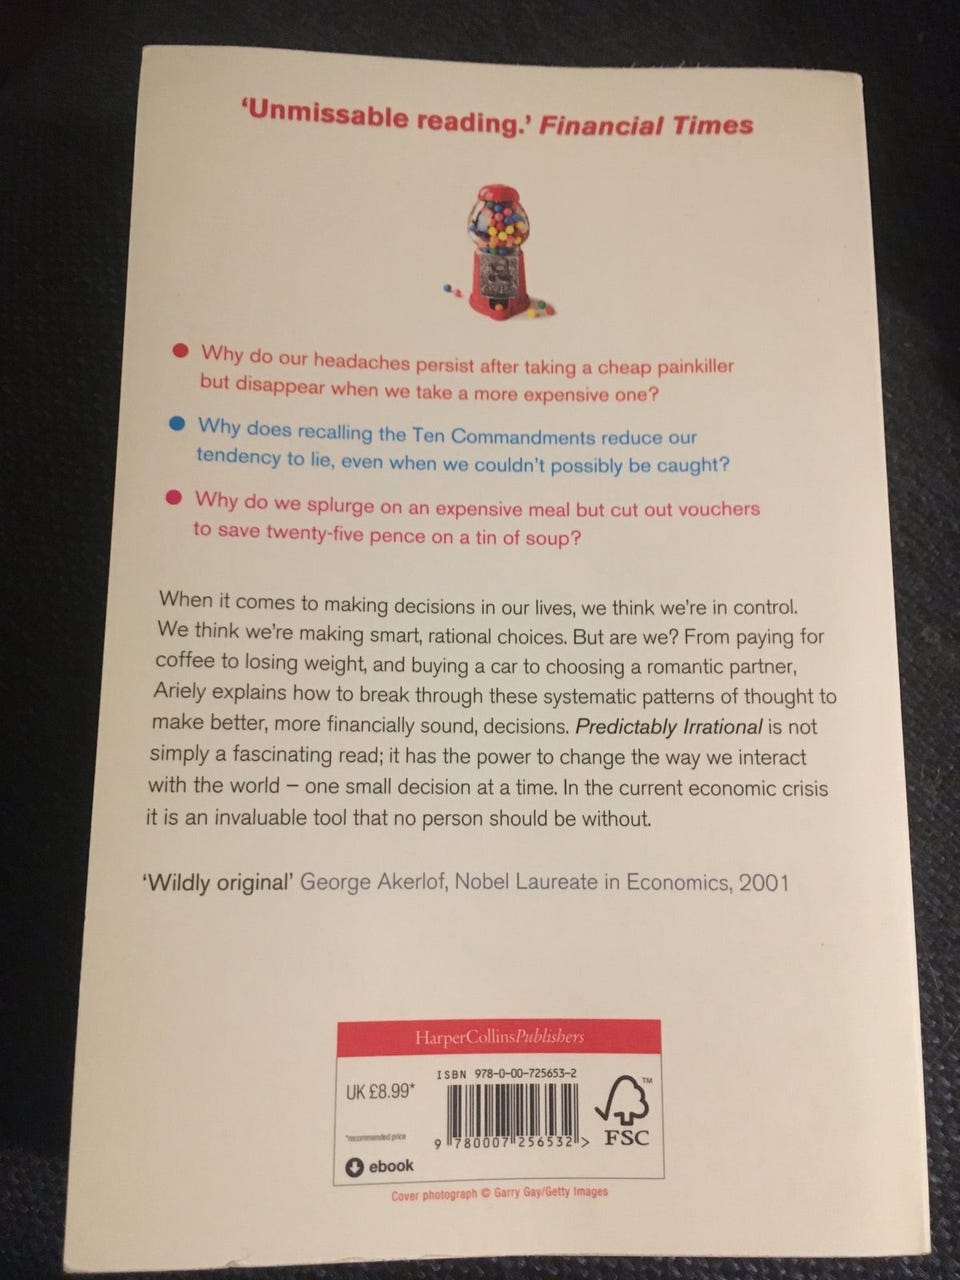 ‘Unmissable reading.’ Financial Times
Why do our headaches persist after taking a cheap painkiller
but disappear when we take a more expensive one?
Why does recalling the Ten Commandments reduce our
tendency to lie, even when we couldn’t possibly be caught?
Why do we splurge on an expensive meal but cut out vouchers
to save twenty-five pence on a tin of soup?
When it comes to making decisions in our lives, we think we’re in control.
We think we’re making smart, rational choices. But are we? From paying for
coffee to losing weight, and buying a car to choosing a romantic partner,
Ariely explains how to break through these systematic patterns of thought to
make better, more financially sound, decisions. Predictably Irrational is not
simply a fascinating read; it has the power to change the way we interact
with the world – one small decision at a time. In the current economic crisis
it is an invaluable tool that no person should be without.
‘Wildly original’ George Akerlof, Nobel Laureate in Economics, 2001
HarperCollinsPublishers
ISBN 978-0-00-725653-2
UK £8.99*
*recommended price
9 780007 256532 >
FSC
TM
ebook
Cover photograph © Garry Gay/Getty Images